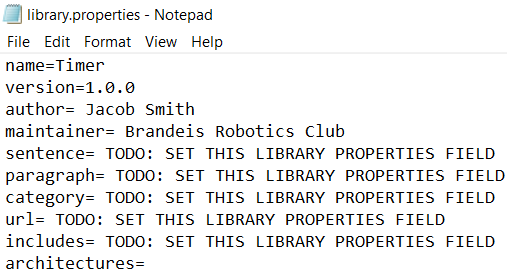 library.properties - Notepad
File Edit Format View Help
name=Timer
version=1.0.0
author= Jacob Smith
maintainer= Brandeis Robotics Club
sentence= TODO: SET THIS LIBRARY PROPERTIES FIELD
paragraph= TODO: SET THIS LIBRARY PROPERTIES FIELD
category= TODO: SET THIS LIBRARY PROPERTIES FIELD
url= TODO: SET THIS LIBRARY PROPERTIES FIELD
includes= TODO: SET THIS LIBRARY PROPERTIES FIELD
architectures=